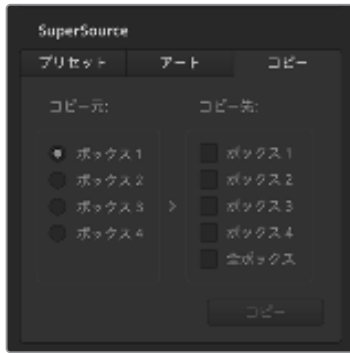 SuperSource
プリセット
アート
コピー
コピー元:
コピー先:
ボックス 1
ボックス 2
ボックス 3
ボックス 4
>
ボックス 1
ボックス 2
ボックス 3
ボックス 4
全ボックス
コピー